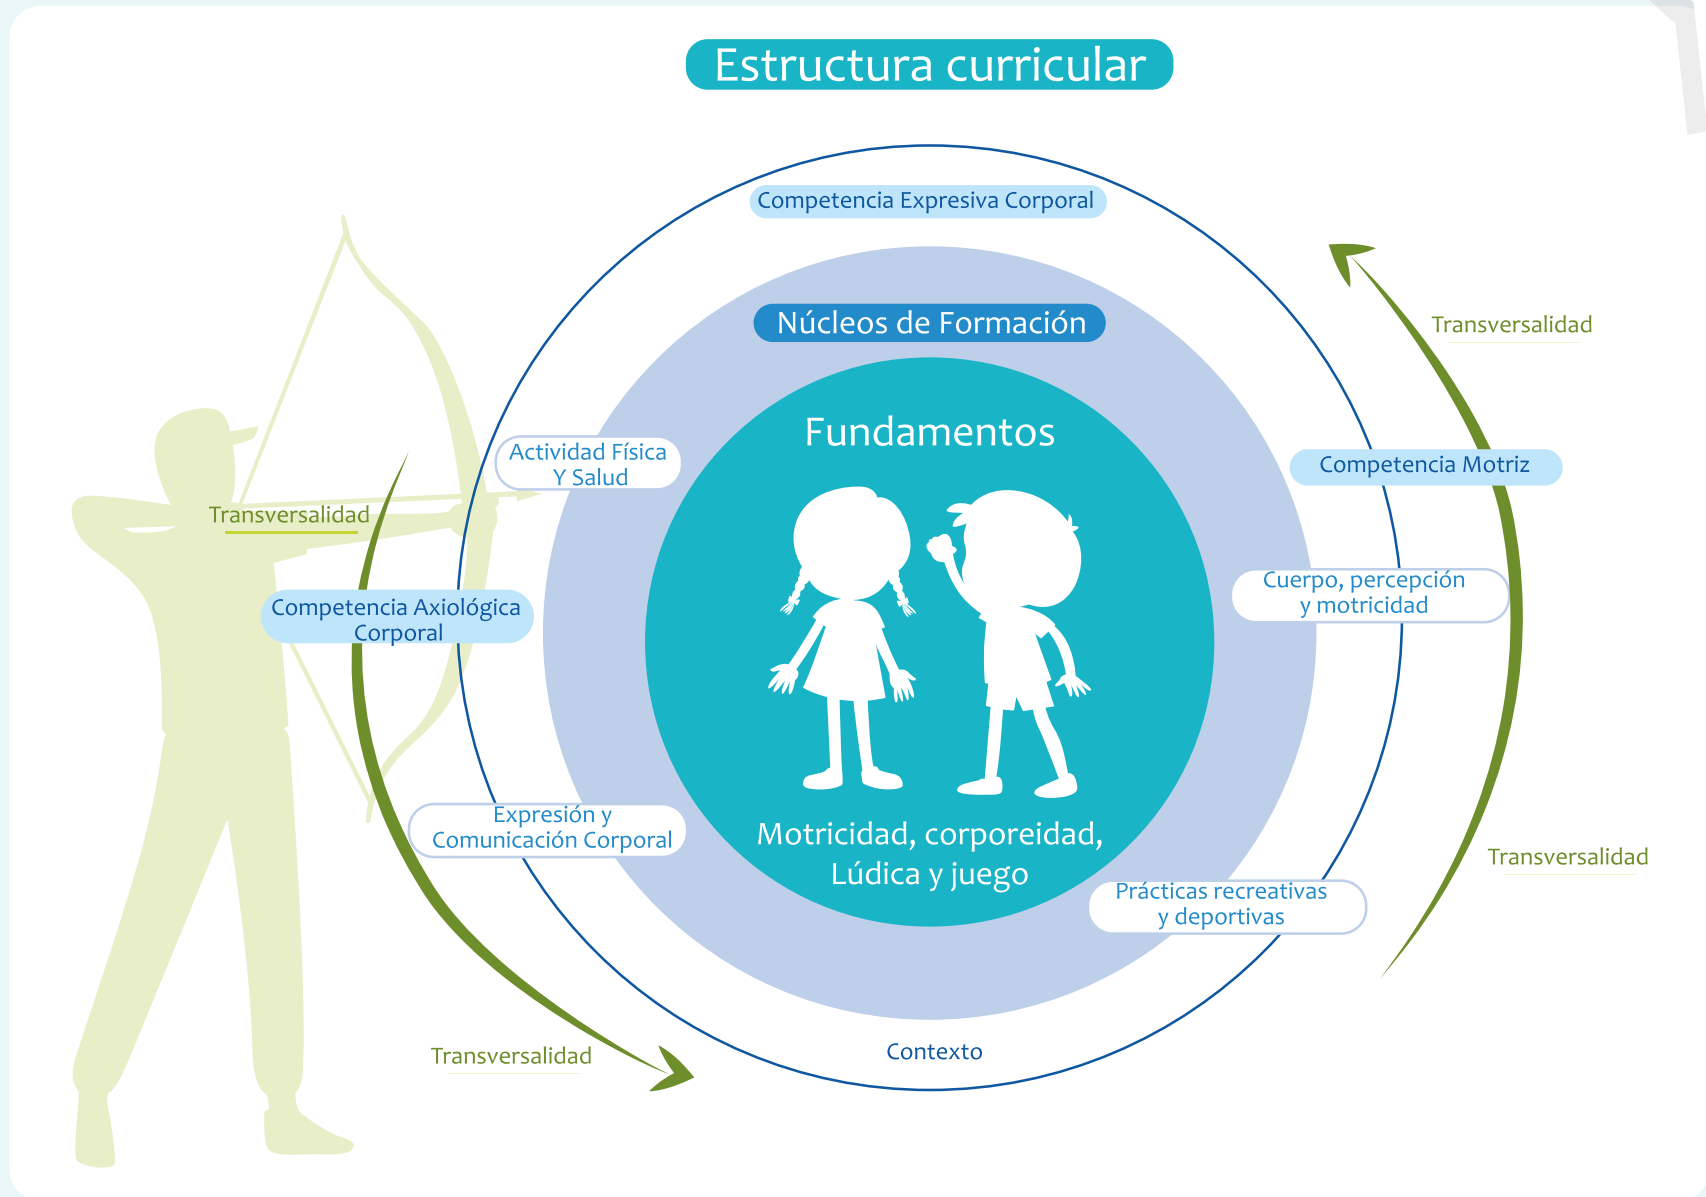 Estructura curricular
Competencia Expresiva Corporal
Núcleos de Formación
Transversalidad
Fundamentos
Actividad Física
Y Salud
Competencia Motriz
Transversalidad
Cuerpo, percepción
y motricidad
Competencia Axiológica
Corporal
Expresión y
Comunicación Corporal
Motricidad, corporeidad,
Lúdica y juego
Transversalidad
Prácticas recreativas
y deportivas
Contexto
Transversalidad